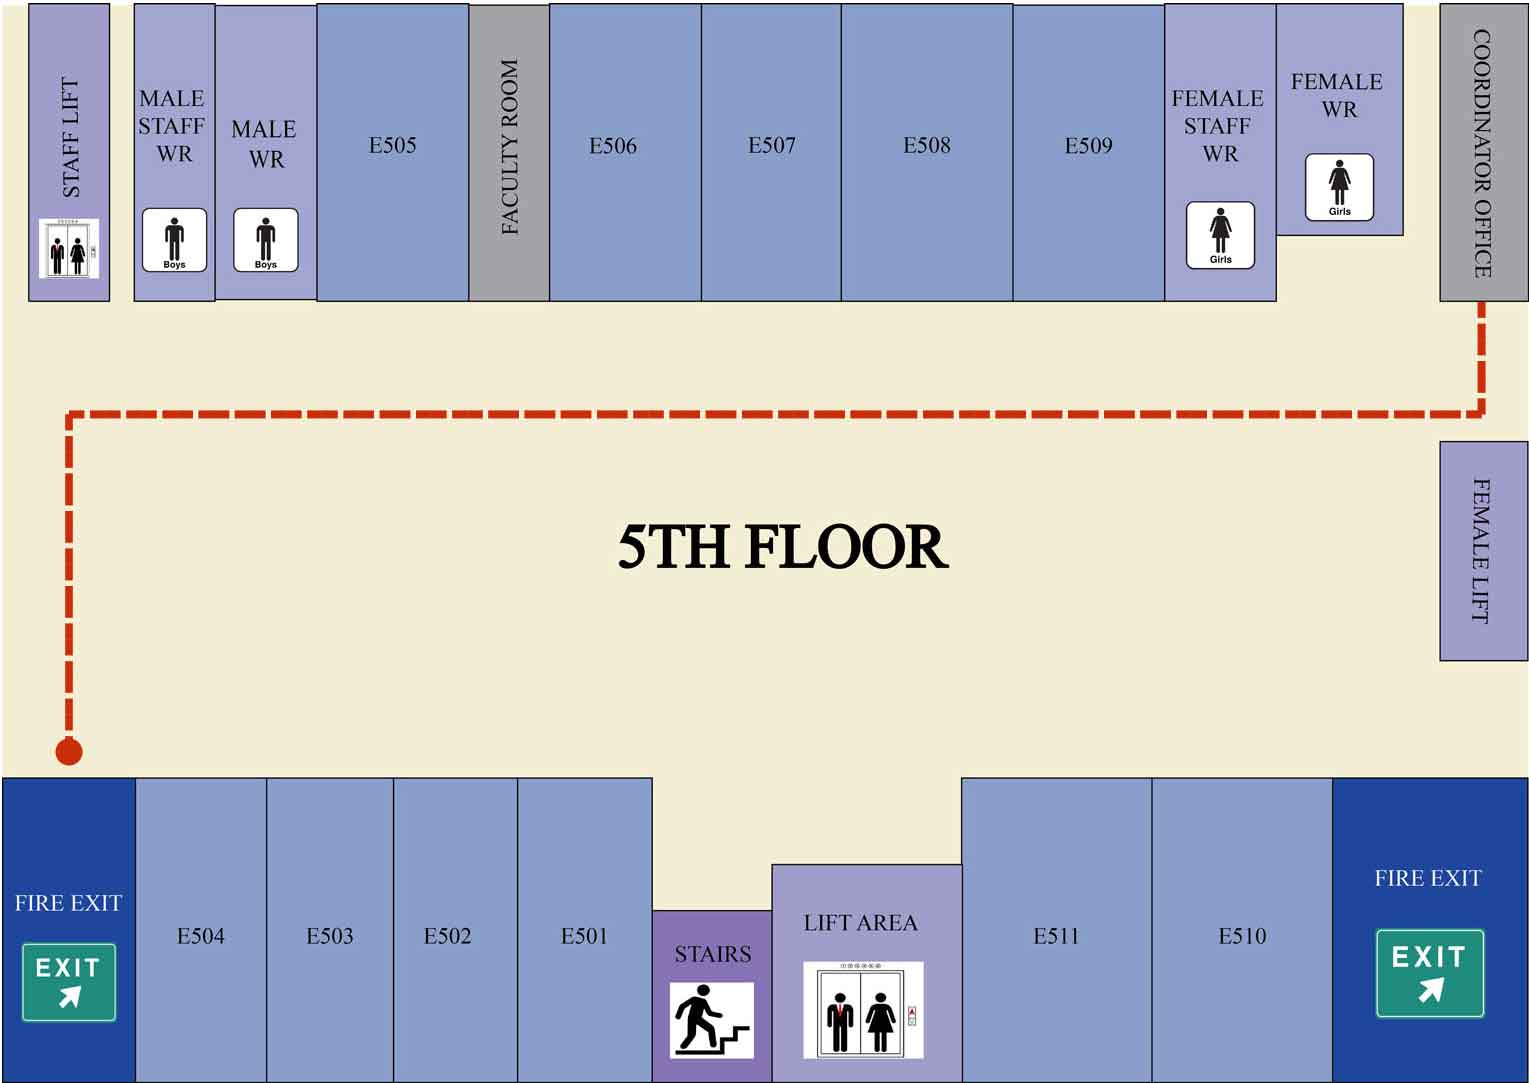 STAFF LIFT
MALE
STAFF
WR
Boys
MALE
WR
Boys
E505
FACULTY ROOM
E506
E507
E508
E509
FEMALE
STAFF
WR
Girls
FEMALE
WR
Girls
COORDINATOR OFFICE
5TH FLOOR
FEMALE LIFT
FIRE EXIT
EXIT
E504
E503
E502
E501
STAIRS
LIFT AREA
E511
E510
FIRE EXIT
EXIT